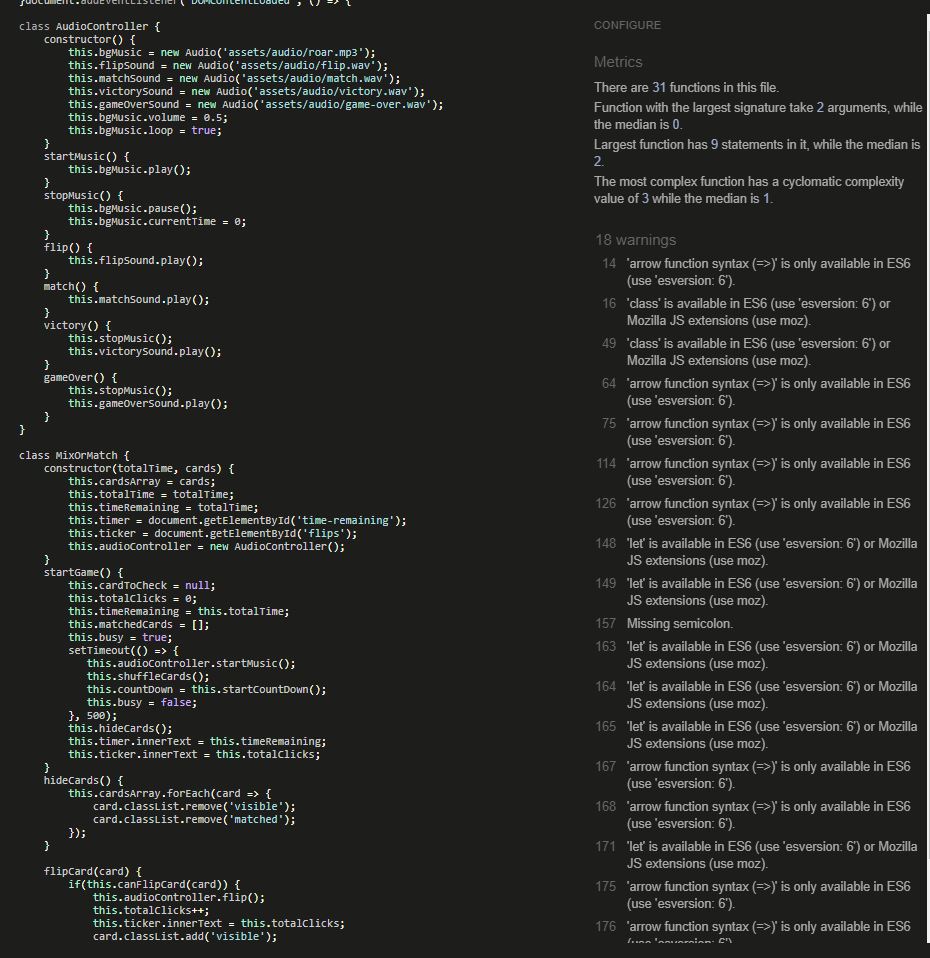 }document.addEventListener('DOMContentLoaded', () => {
class AudioController {
    constructor() {
        this.bgMusic = new Audio('assets/audio/roar.mp3');
        this.flipSound = new Audio('assets/audio/flip.wav');
        this.matchSound = new Audio('assets/audio/match.wav');
        this.victorySound = new Audio('assets/audio/victory.wav');
        this.gameOverSound = new Audio('assets/audio/game-over.wav');
        this.bgMusic.volume = 0.5;
        this.bgMusic.loop = true;
    }
    startMusic() {
        this.bgMusic.play();
    }
    stopMusic() {
        this.bgMusic.pause();
        this.bgMusic.currentTime = 0;
    }
    flip() {
        this.flipSound.play();
    }
    match() {
        this.matchSound.play();
    }
    victory() {
        this.stopMusic();
        this.victorySound.play();
    }
    gameOver() {
        this.stopMusic();
        this.gameOverSound.play();
    }
}
class MixOrMatch {
    constructor(totalTime, cards) {
        this.cardsArray = cards;
        this.totalTime = totalTime;
        this.timeRemaining = totalTime;
        this.timer = document.getElementById('time-remaining');
        this.ticker = document.getElementById('flips');
        this.audioController = new AudioController();
    }
    startGame() {
        this.cardToCheck = null;
        this.totalClicks = 0;
        this.timeRemaining = this.totalTime;
        this.matchedCards = [];
        this.busy = true;
        setTimeout(() => {
           this.audioController.startMusic();
           this.shuffleCards();
           this.countDown = this.startCountDown();
           this.busy = false;
        }, 500);
        this.hideCards();
        this.timer.innerText = this.timeRemaining;
        this.ticker.innerText = this.totalClicks;
    }
    hideCards() {
        this.cardsArray.forEach(card => {
            card.classList.remove('visible');
            card.classList.remove('matched');
        });
    }
    flipCard(card) {
        if(this.canFlipCard(card)) {
            this.audioController.flip();
            this.totalClicks++;
            this.ticker.innerText = this.totalClicks;
            card.classList.add('visible');
CONFIGURE
Metrics
There are 31 functions in this file.
Function with the largest signature take 2 arguments, while
the median is 0.
Largest function has 9 statements in it, while the median is
2.
The most complex function has a cyclomatic complexity
value of 3 while the median is 1.
18 warnings
14 'arrow function syntax (=>)' is only available in ES6
(use 'esversion: 6').
16 'class' is available in ES6 (use 'esversion: 6') or
Mozilla JS extensions (use moz).
49 'class' is available in ES6 (use 'esversion: 6') or
Mozilla JS extensions (use moz).
64 'arrow function syntax (=>)' is only available in ES6
(use 'esversion: 6').
75 'arrow function syntax (=>)' is only available in ES6
(use 'esversion: 6').
114 'arrow function syntax (=>)' is only available in ES6
(use 'esversion: 6').
126 'arrow function syntax (=>)' is only available in ES6
(use 'esversion: 6').
148 'let' is available in ES6 (use 'esversion: 6') or Mozilla
JS extensions (use moz).
149 'let' is available in ES6 (use 'esversion: 6') or Mozilla
JS extensions (use moz).
157 Missing semicolon.
163 'let' is available in ES6 (use 'esversion: 6') or Mozilla
JS extensions (use moz).
164 'let' is available in ES6 (use 'esversion: 6') or Mozilla
JS extensions (use moz).
165 'let' is available in ES6 (use 'esversion: 6') or Mozilla
JS extensions (use moz).
167 'arrow function syntax (=>)' is only available in ES6
(use 'esversion: 6').
168 'arrow function syntax (=>)' is only available in ES6
(use 'esversion: 6').
171 'let' is available in ES6 (use 'esversion: 6') or Mozilla
JS extensions (use moz).
175 'arrow function syntax (=>)' is only available in ES6
(use 'esversion: 6').
176 'arrow function syntax (=>)' is only available in ES6
(use 'esversion: 6').